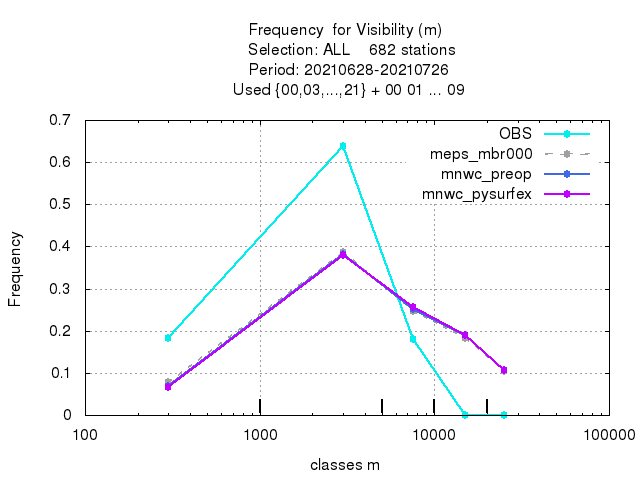 Frequency  for Visibility (m)
Selection: ALL    682 stations
Period: 20210628-20210726
Used {00,03,...,21} + 00 01 ... 09
0.7
0.6
0.5
0.4
0.3
0.2
0.1
0
Frequency
OBS
meps_mbr000
mnwc_preop
mnwc_pysurfex
100 1000 10000 100000
classes m